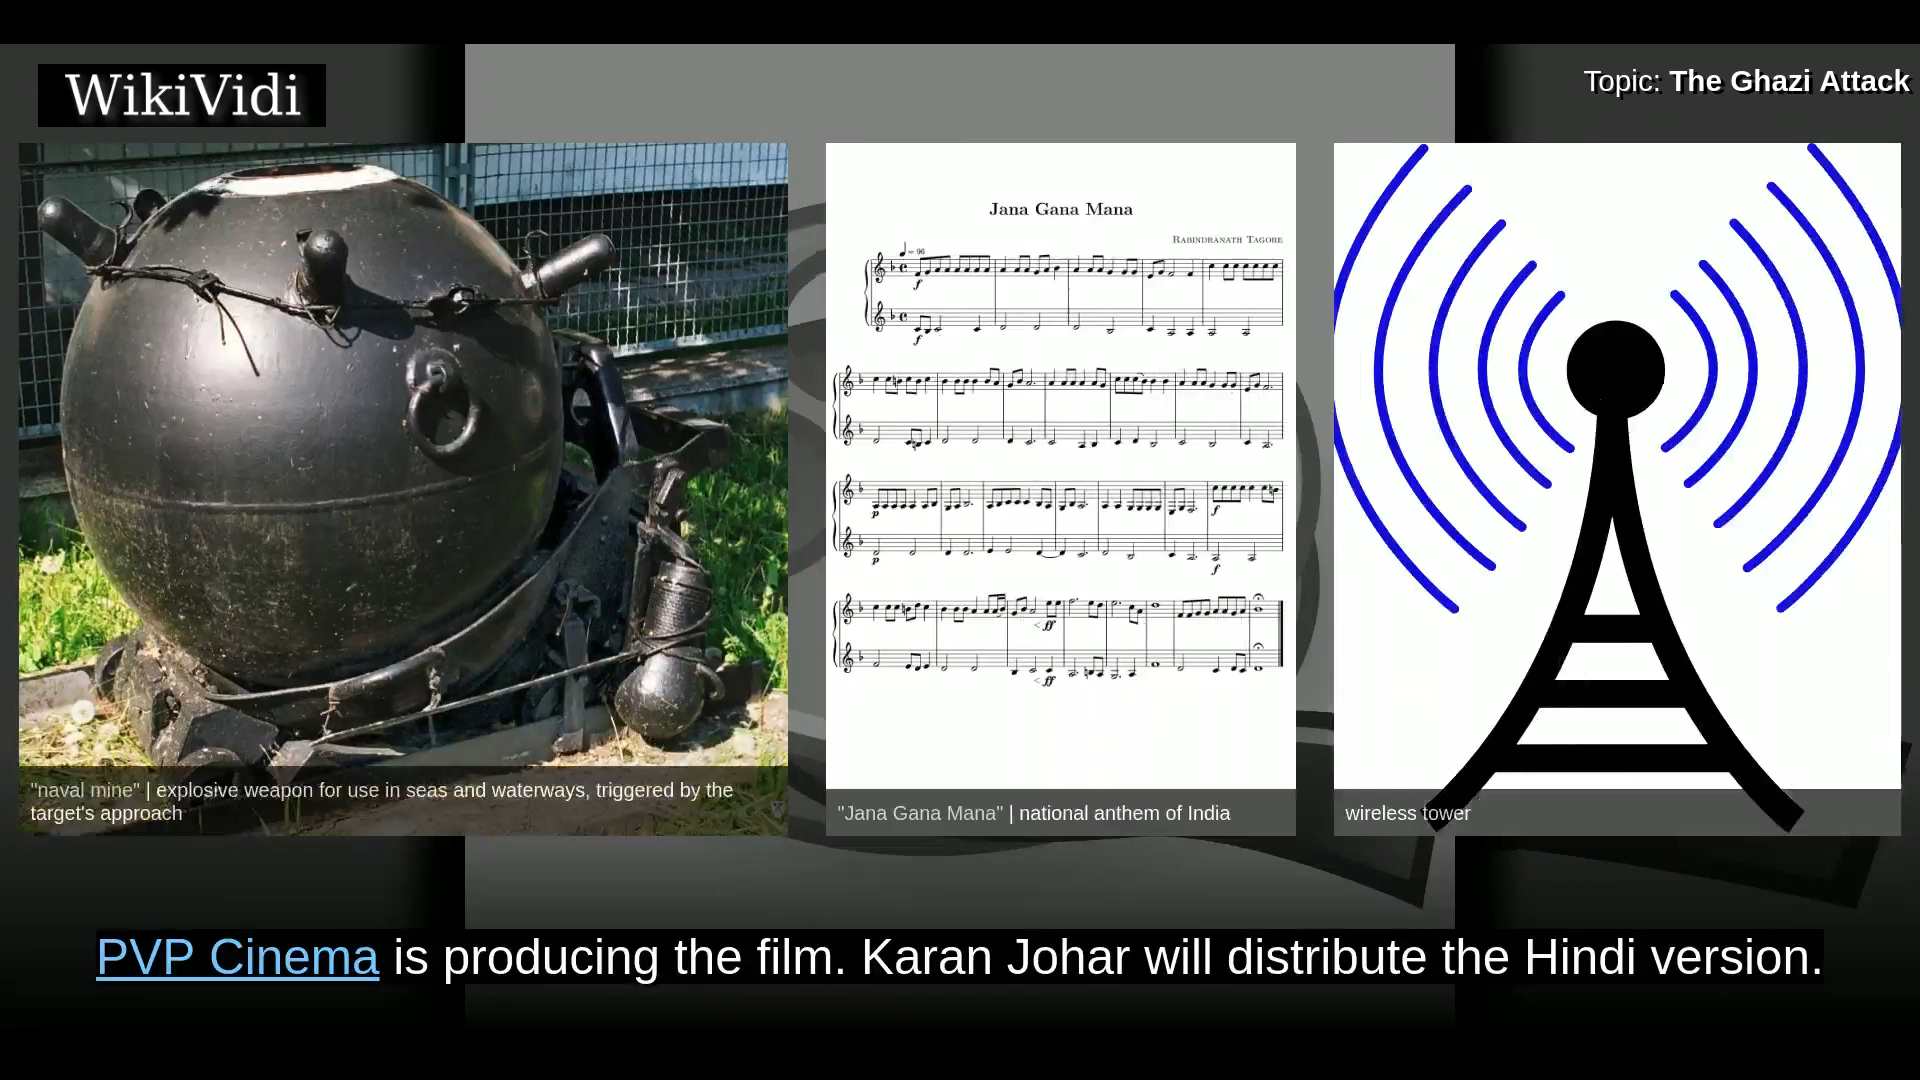 WikiVidi
Topic: The Ghazi Attack
Jana Gana Mana
Rabindranath Tagore
= 96
"naval mine" | explosive weapon for use in seas and waterways, triggered by the
target's approach
"Jana Gana Mana" | national anthem of India
wireless tower
PVP Cinema is producing the film. Karan Johar will distribute the Hindi version.